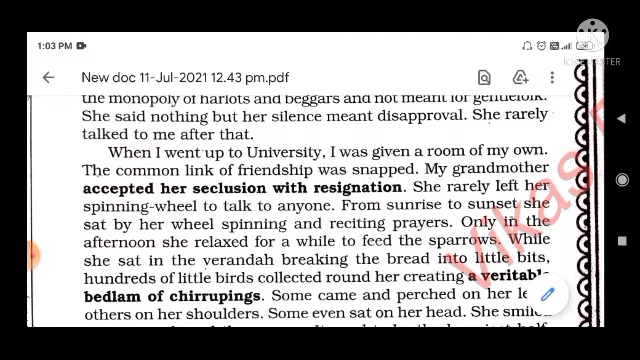 1:03 PM
New doc 11-Jul-2021 12.43 pm.pdf
the monopoly of harlots and beggars and not meant for gentlefolk.
She said nothing but her silence meant disapproval. She rarely
talked to me after that.
When I went up to University, I was given a room of my own.
The common link of friendship was snapped. My grandmother
accepted her seclusion with resignation. She rarely left her
spinning-wheel to talk to anyone. From sunrise to sunset she
sat by her wheel spinning and reciting prayers. Only in the
afternoon she relaxed for a while to feed the sparrows. While
she sat in the verandah breaking the bread into little bits,
hundreds of little birds collected round her creating a veritable
bedlam of chirrupings. Some came and perched on her
others on her shoulders. Some even sat on her head. She smiled
Vikas